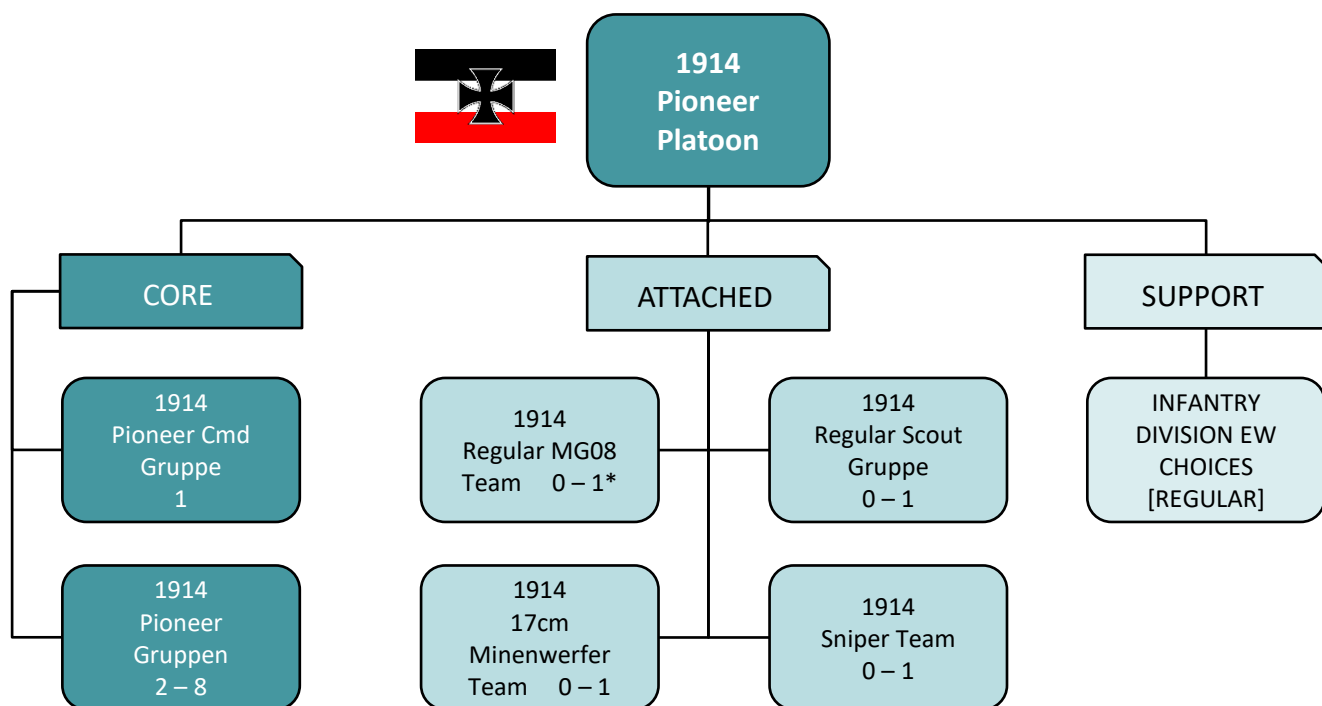 1914
Pioneer
Platoon
CORE
ATTACHED
SUPPORT
1914
Pioneer Cmd
Gruppe
1
1914
Regular MG08
Team 0 – 1*
1914
Regular Scout
Gruppe
0 – 1
INFANTRY
DIVISION EW
CHOICES
[REGULAR]
1914
Pioneer
Gruppen
2 – 8
1914
17cm
Minenwerfer
Team 0 – 1
1914
Sniper Team
0 – 1